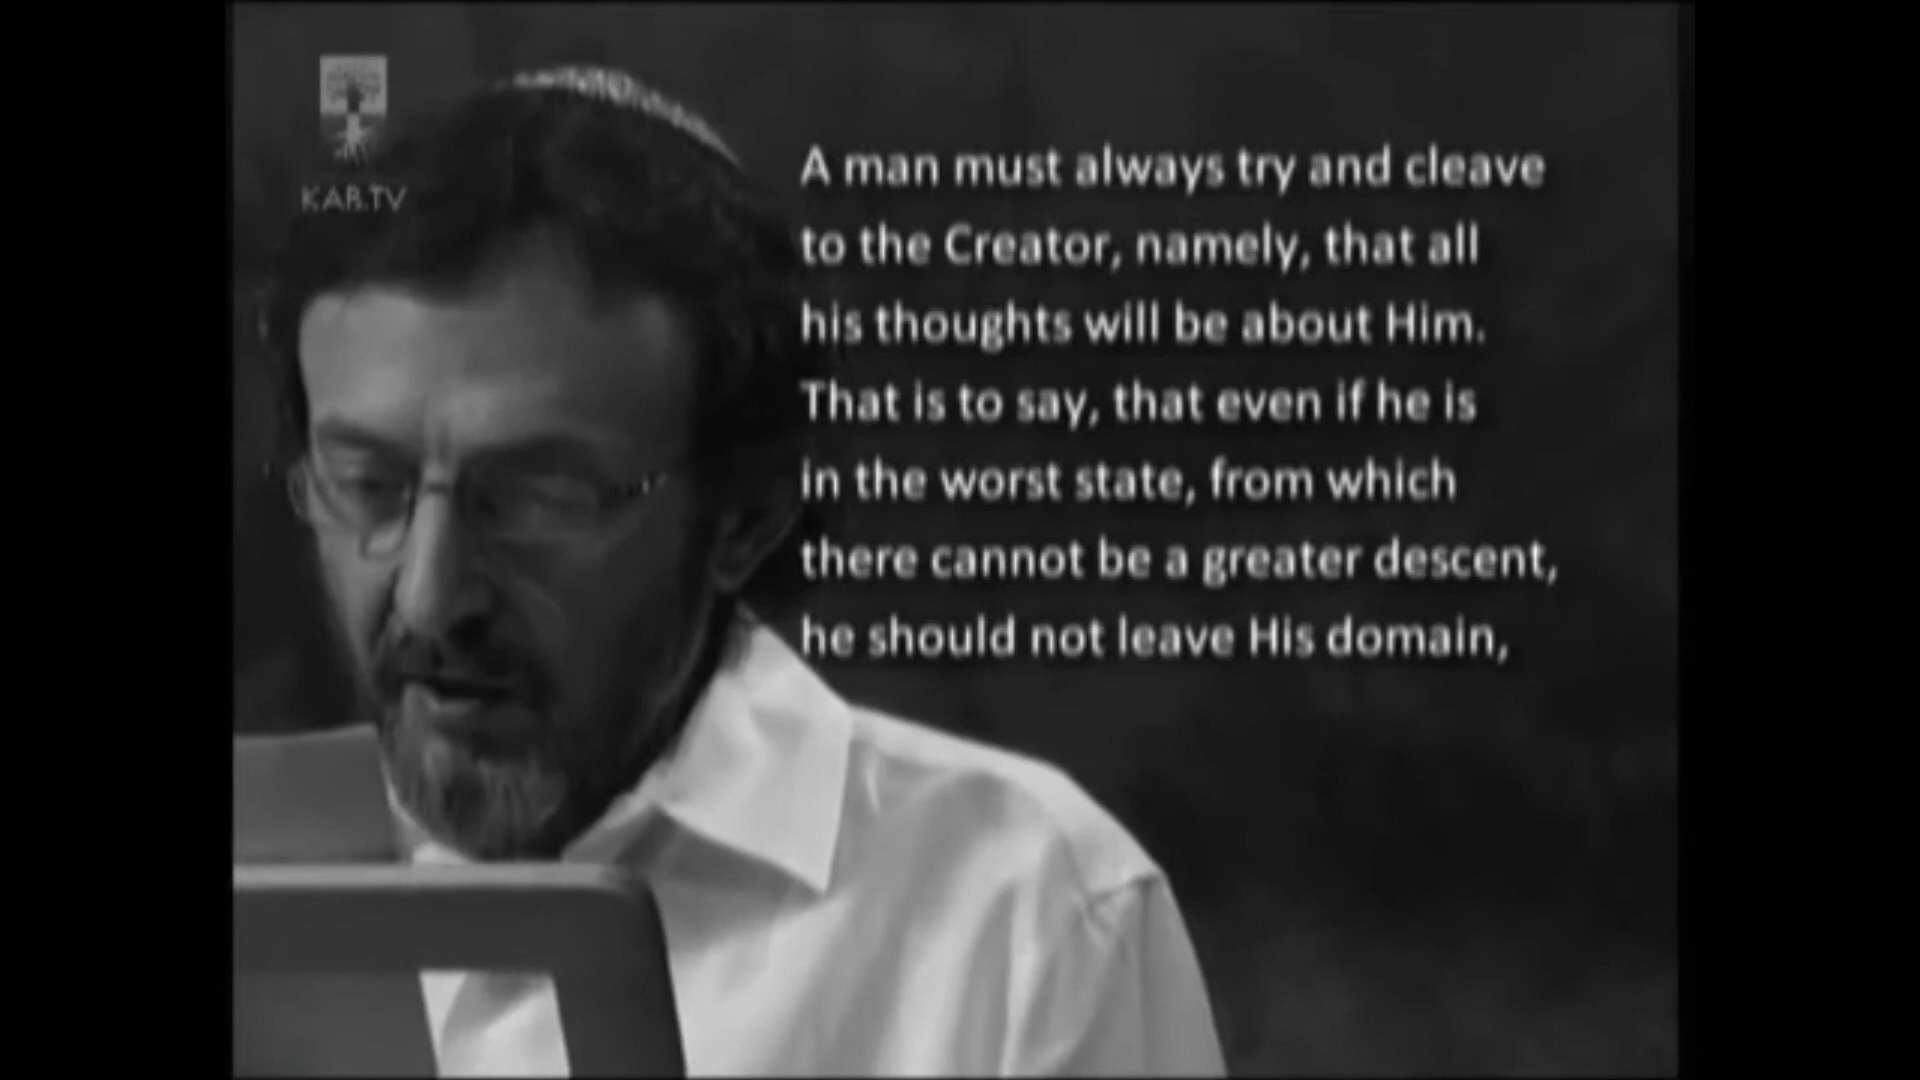 KAB.TV
A man must always try and cleave
to the Creator, namely, that all
his thoughts will be about Him.
That is to say, that even if he is
in the worst state, from which
there cannot be a greater descent,
he should not leave His domain,